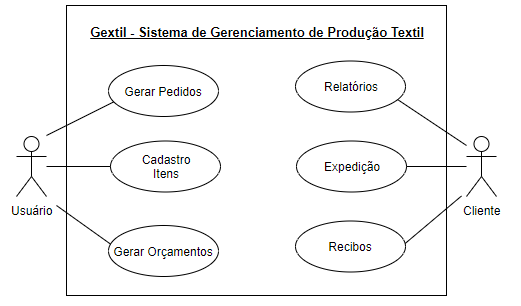 Gextil - Sistema de Gerenciamento de Produção Textil
Gerar Pedidos
Relatórios
Cadastro
Itens
Expedição
Usuário
Cliente
Gerar Orçamentos
Recibos